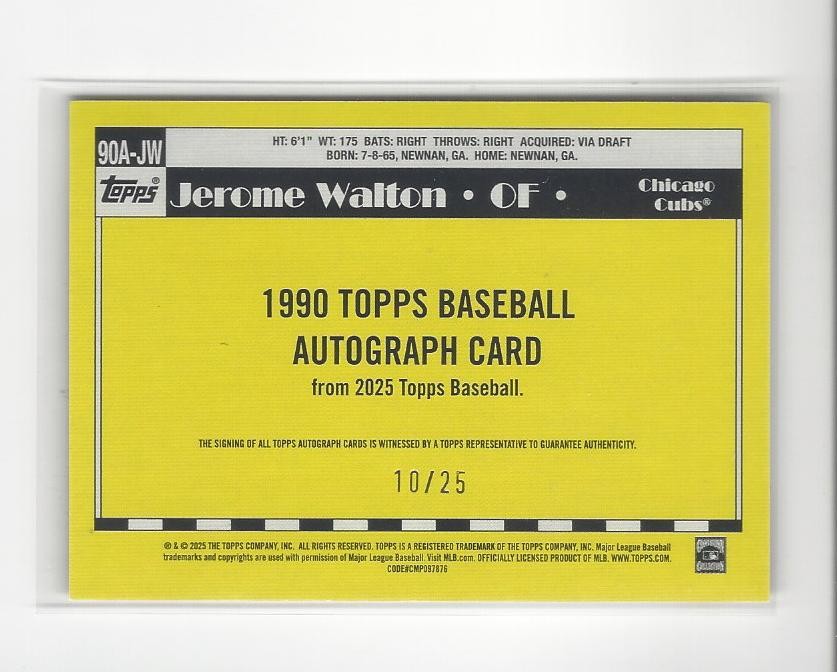 90A-JW
HT: 6'1" WT: 175 BATS: RIGHT THROWS: RIGHT ACQUIRED: VIA DRAFT
BORN: 7-8-65, NEWNAN, GA. HOME: NEWNAN, GA.
topps®
Jerome Walton • OF •
Chicago
Cubs®
1990 TOPPS BASEBALL
AUTOGRAPH CARD
from 2025 Topps Baseball.
THE SIGNING OF ALL TOPPS AUTOGRAPH CARDS IS WITNESSED BY A TOPPS REPRESENTATIVE TO GUARANTEE AUTHENTICITY.
10/25
® & © 2025 THE TOPPS COMPANY, INC. ALL RIGHTS RESERVED. TOPPS IS A REGISTERED TRADEMARK OF THE TOPPS COMPANY, INC. Major League Baseball
trademarks and copyrights are used with permission of Major League Baseball. Visit MLB.com. OFFICIALLY LICENSED PRODUCT OF MLB. WWW.TOPPS.COM.
CODE#CMP097876